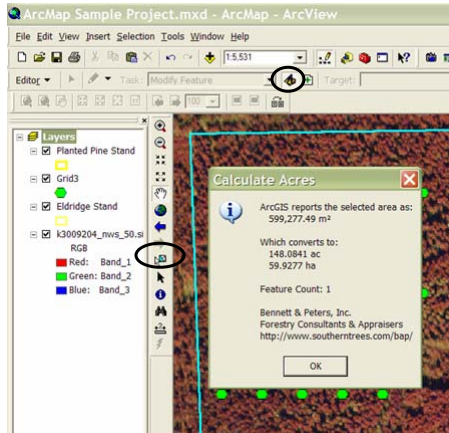 ArcMap Sample Project.mxd - ArcMap - ArcView
File Edit View Insert Selection Tools Window Help
1:5,531
Editor Task: Modify Feature Target:
100
Layers
Planted Pine Stand
Grid3
Eldridge Stand
k3009204_nws_50.si
RGB
Red: Band_1
Green: Band_2
Blue: Band_3
Calculate Acres
ArcGIS reports the selected area as:
599,277.49 m²
Which converts to:
148.0841 ac
59.9277 ha
Feature Count: 1
Bennett & Peters, Inc.
Forestry Consultants & Appraisers
http://www.southerntrees.com/bap/
OK